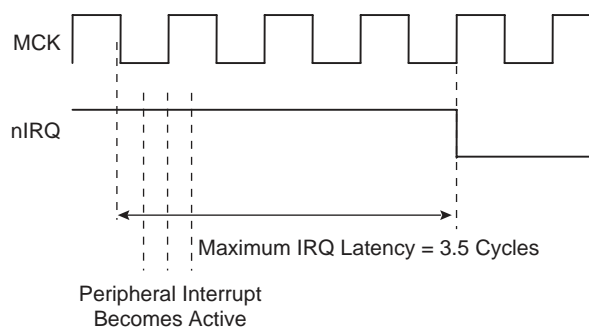 MCK
nIRQ
Maximum IRQ Latency = 3.5 Cycles
Peripheral Interrupt
Becomes Active